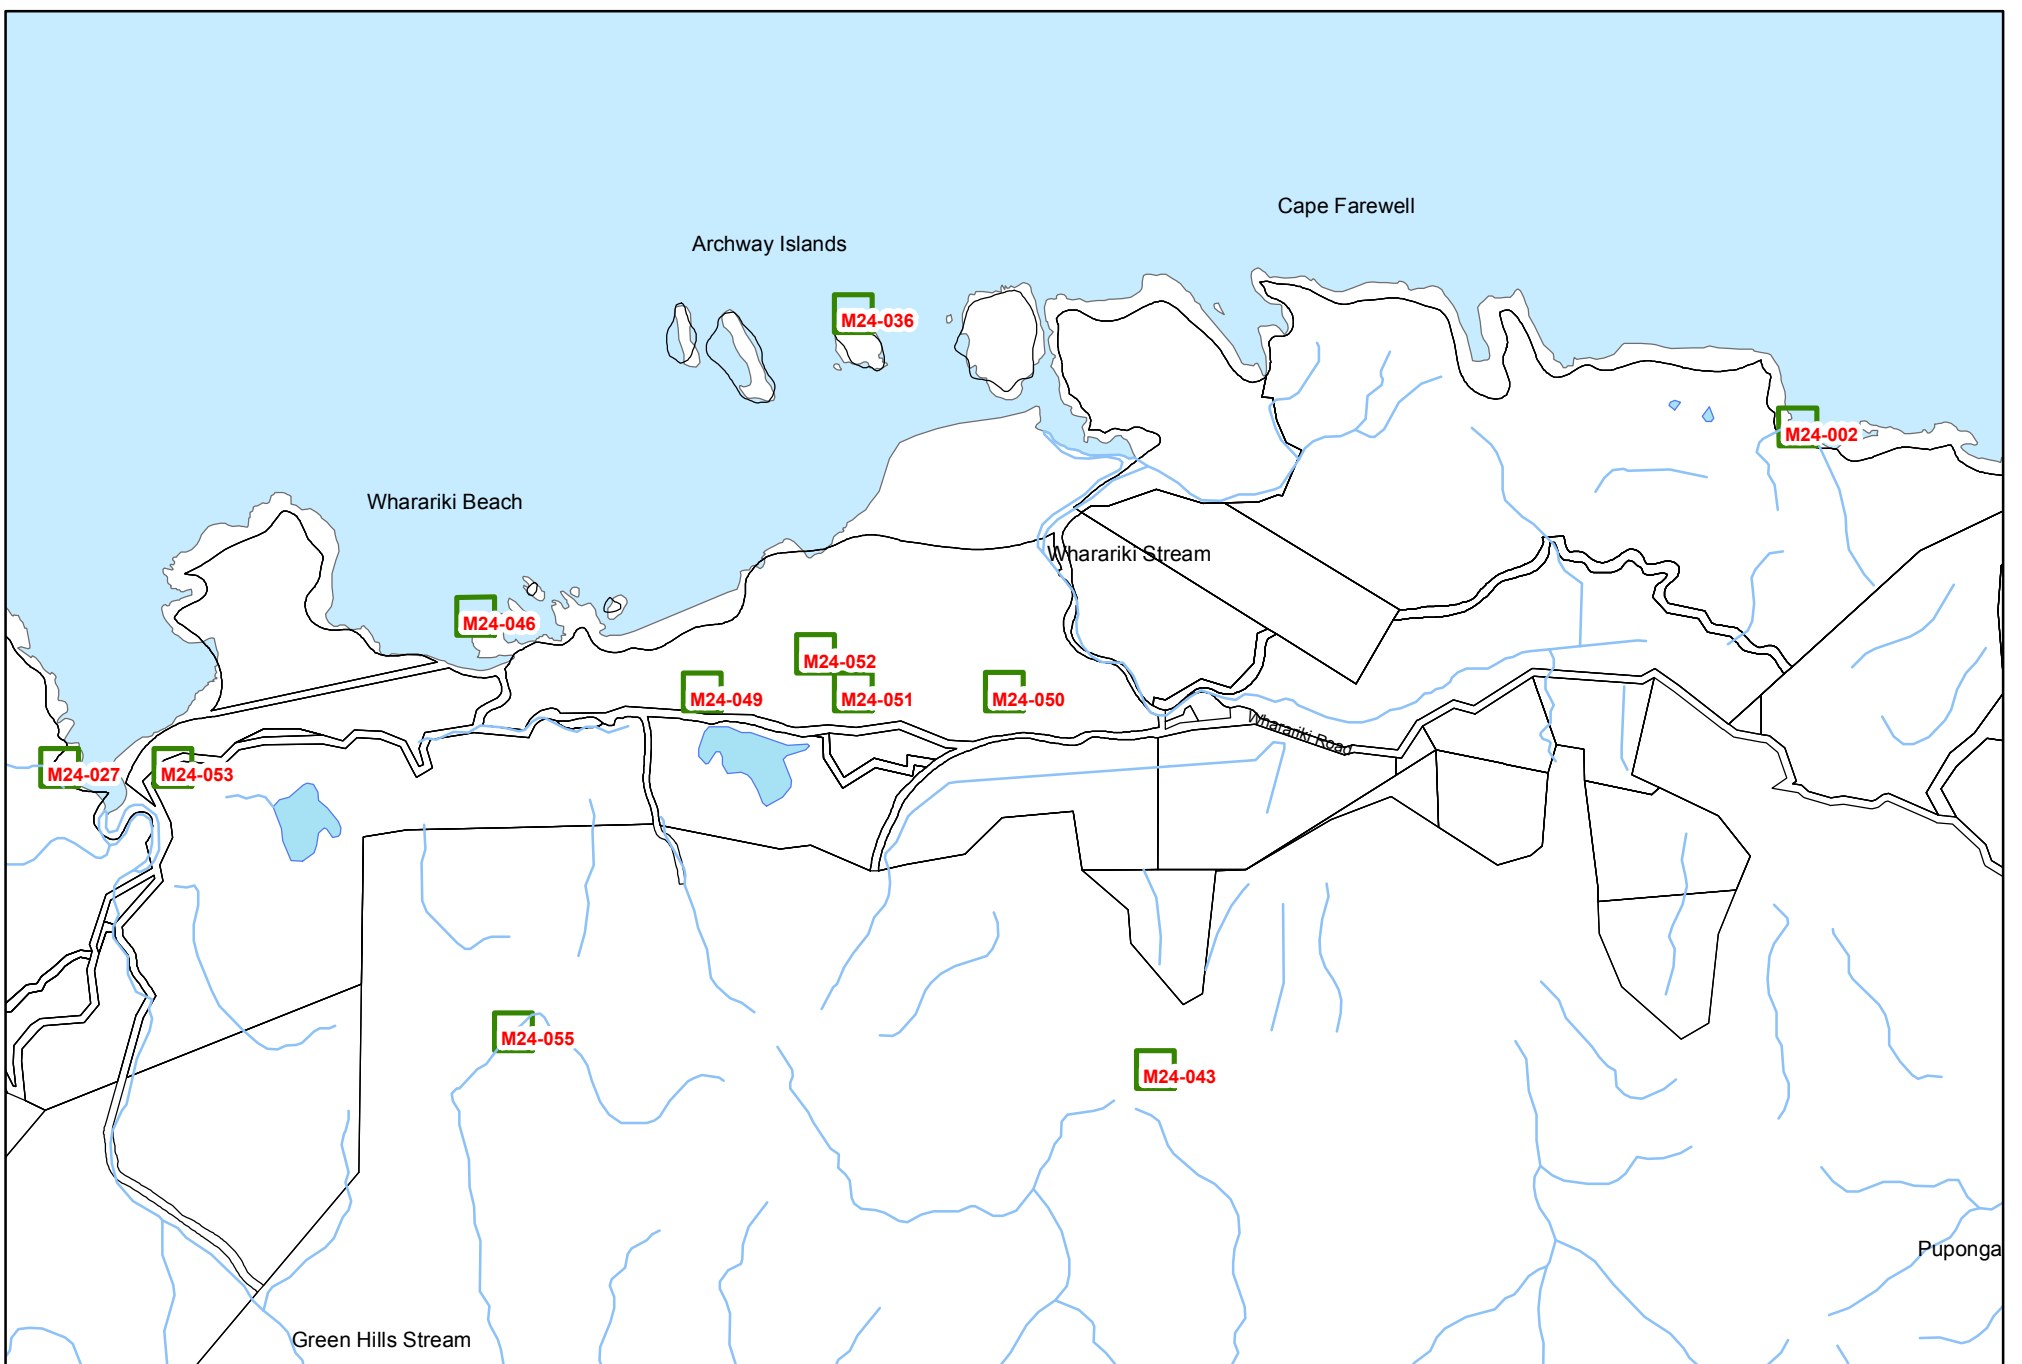 Cape Farewell
Archway Islands
M24-036
M24-002
Wharariki Beach
Wharariki Stream
M24-046
M24-052
M24-049
M24-051
M24-050
Wharariki Road
M24-027
M24-053
M24-055
M24-043
Puponga
Green Hills Stream